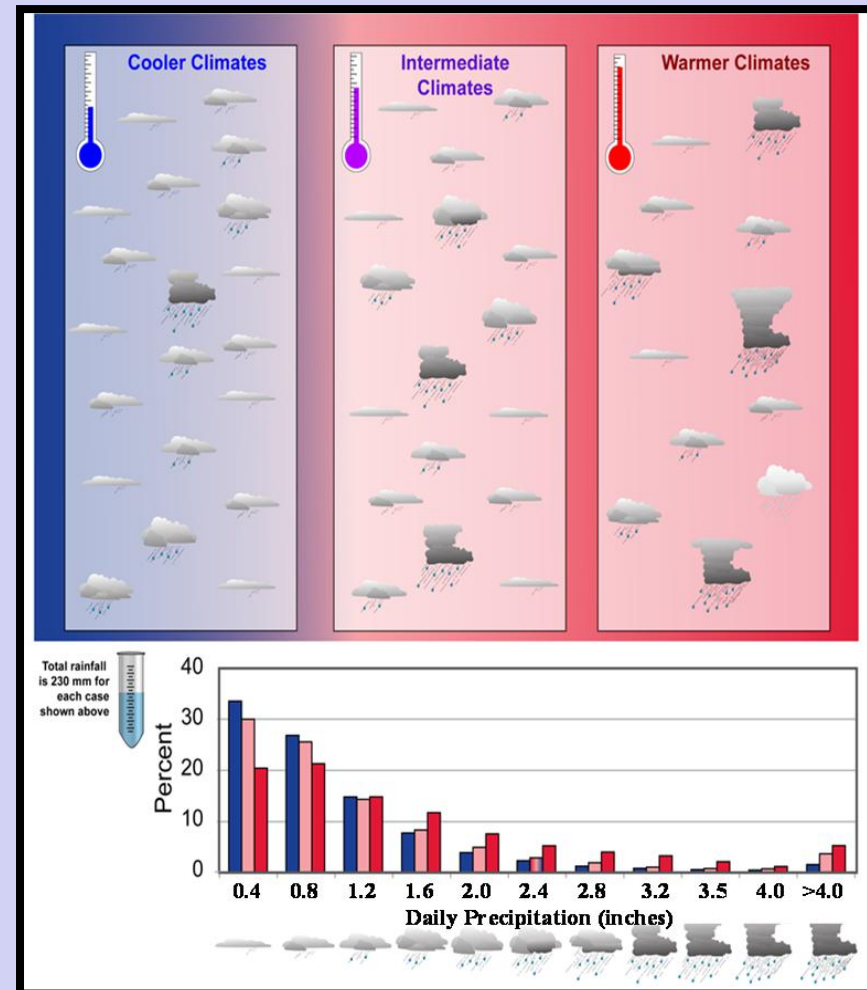 Cooler Climates
Intermediate
Climates
Warmer Climates
Total rainfall
is 230 mm for
each case
shown above
Percent
40
30
20
10
0
0.4 0.8 1.2 1.6 2.0 2.4 2.8 3.2 3.5 4.0 >4.0
Daily Precipitation (inches)